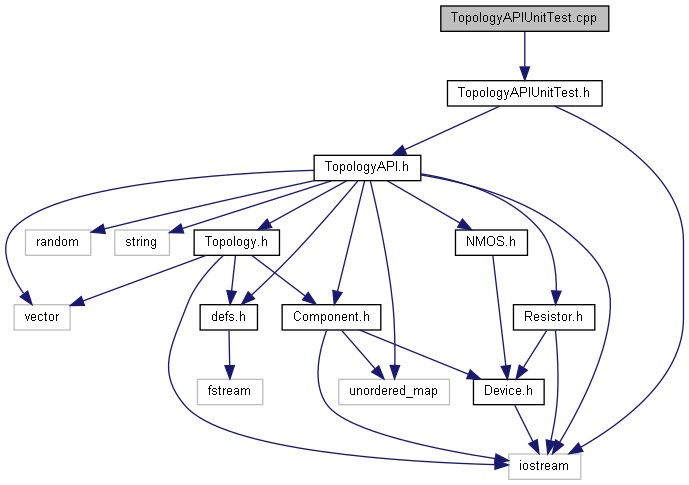 TopologyAPIUnitTest.cpp
TopologyAPIUnitTest.h
TopologyAPI.h
random
string
Topology.h
NMOS.h
vector
defs.h
Component.h
Resistor.h
fstream
unordered_map
Device.h
iostream